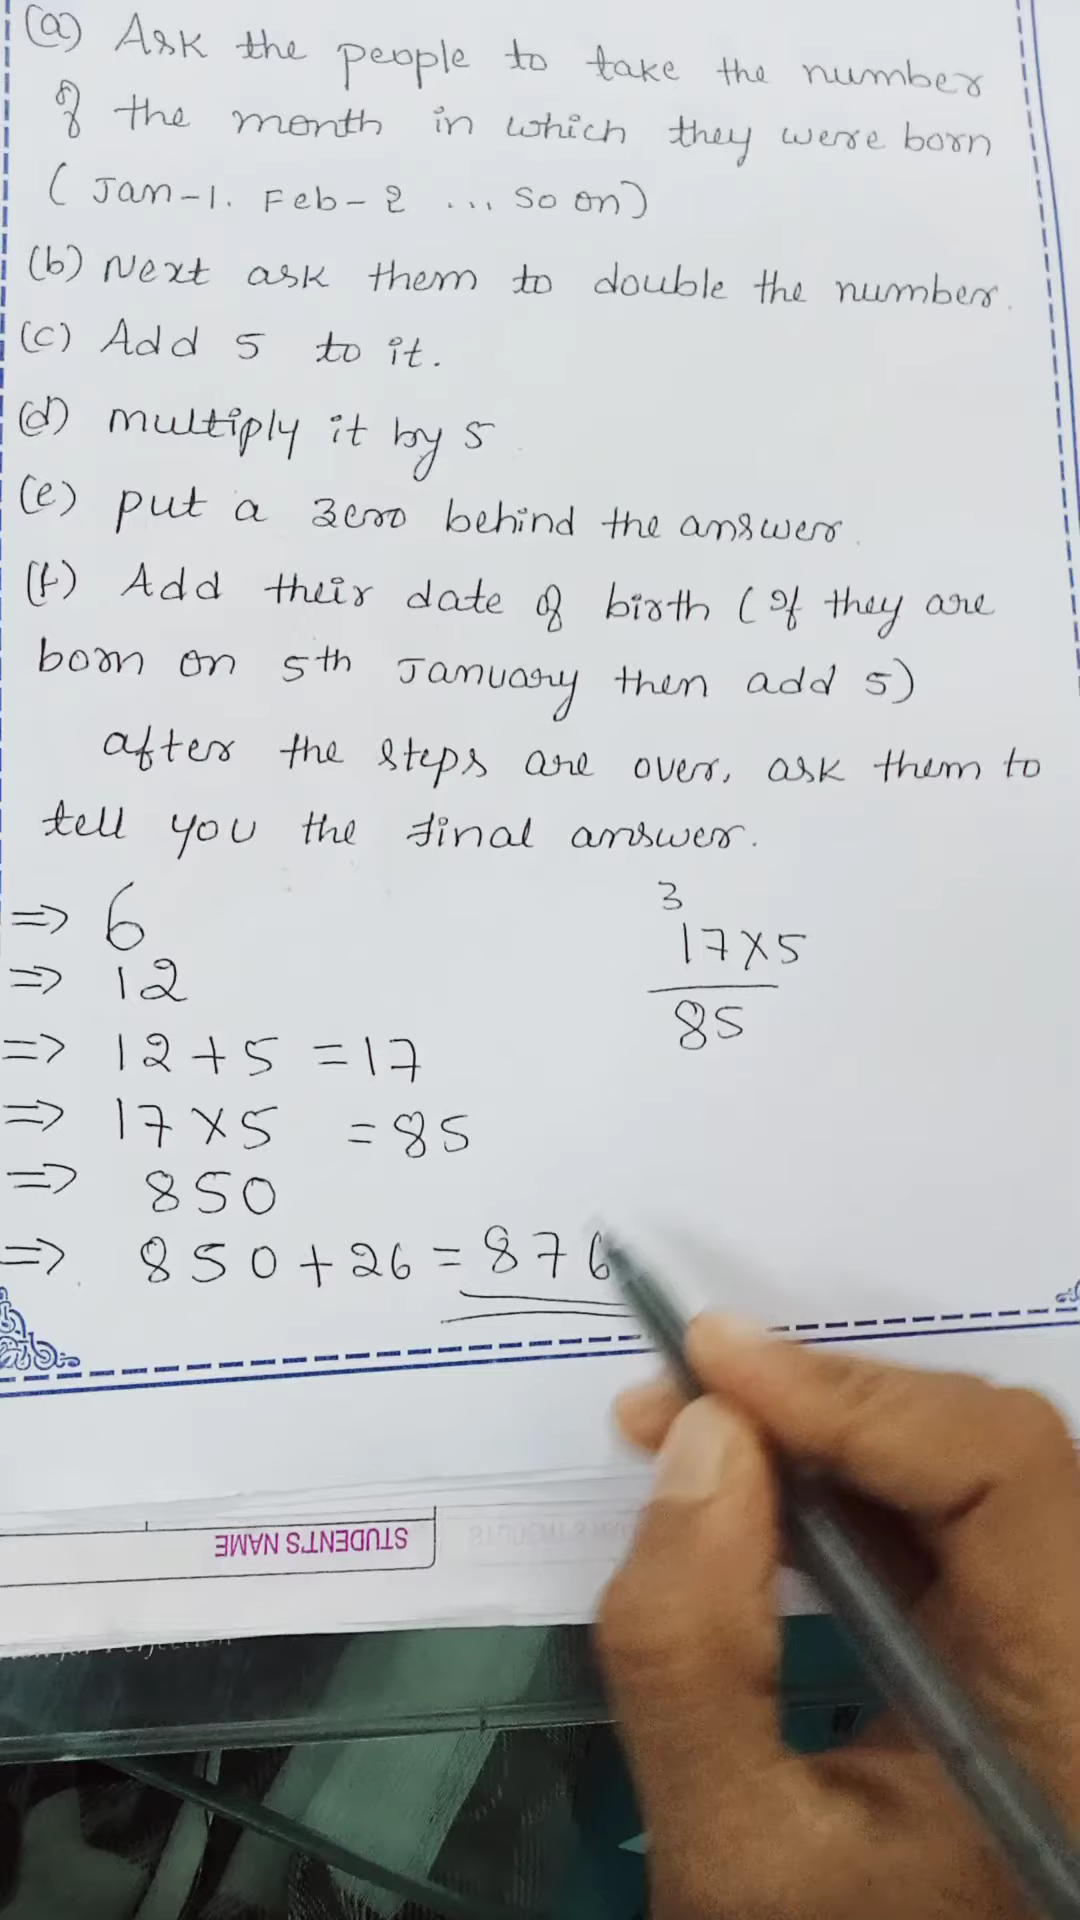 (a) Ask the people to take the number
of the month in which they were born
(Jan-1. Feb-2 ... so on)
(b) Next ask them to double the number.
(c) Add 5 to it.
(d) multiply it by 5
(e) put a zero behind the answer.
(f) Add their date of birth (If they are
born on 5th January then add 5)
after the steps are over, ask them to
tell you the final answer.
=> 6
=> 12
=> 12+5 =17
=> 17×5 =85
=> 850
=> 850+26=876
3
17×5
85
STUDENT'S NAME